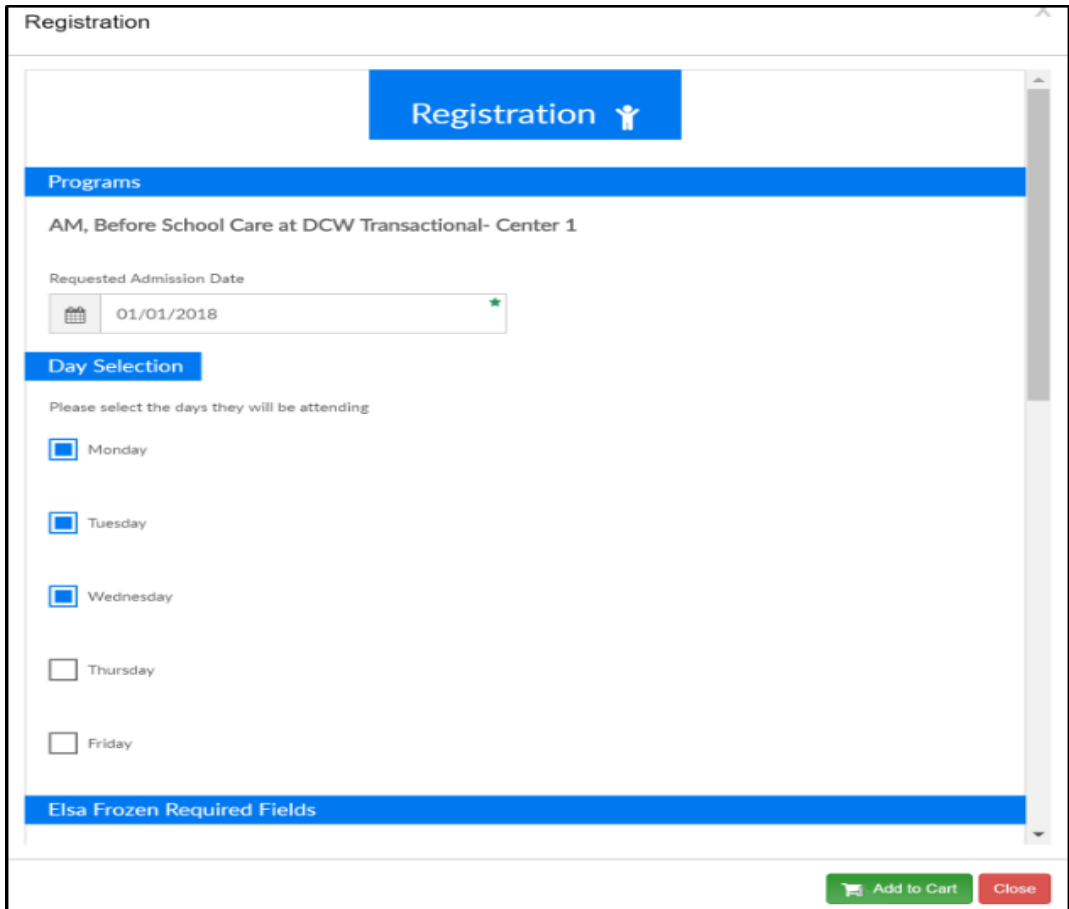 Registration
Registration
Programs
AM, Before School Care at DCW Transactional- Center 1
Requested Admission Date
01/01/2018
Day Selection
Please select the days they will be attending
Monday
Tuesday
Wednesday
Thursday
Friday
Elsa Frozen Required Fields
Add to Cart
Close